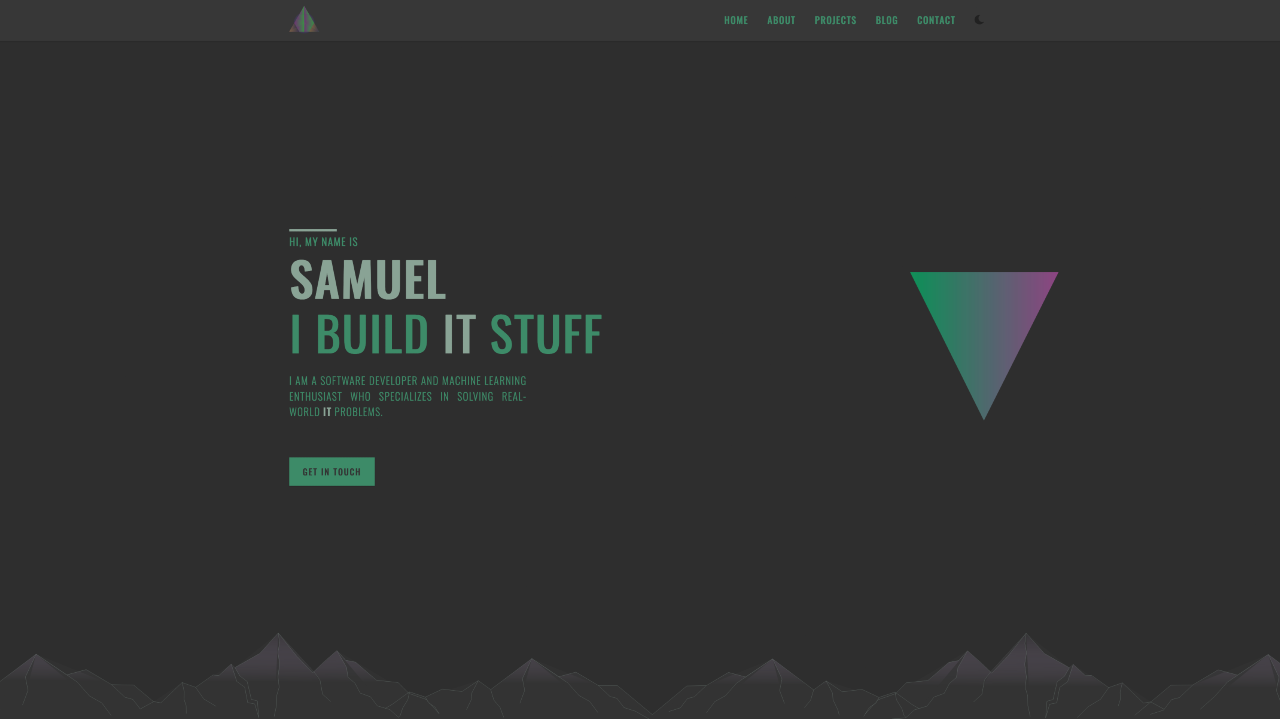 HOME ABOUT PROJECTS BLOG CONTACT
HI, MY NAME IS
SAMUEL
I BUILD IT STUFF
I AM A SOFTWARE DEVELOPER AND MACHINE LEARNING
ENTHUSIAST WHO SPECIALIZES IN SOLVING REAL-
WORLD IT PROBLEMS.
GET IN TOUCH